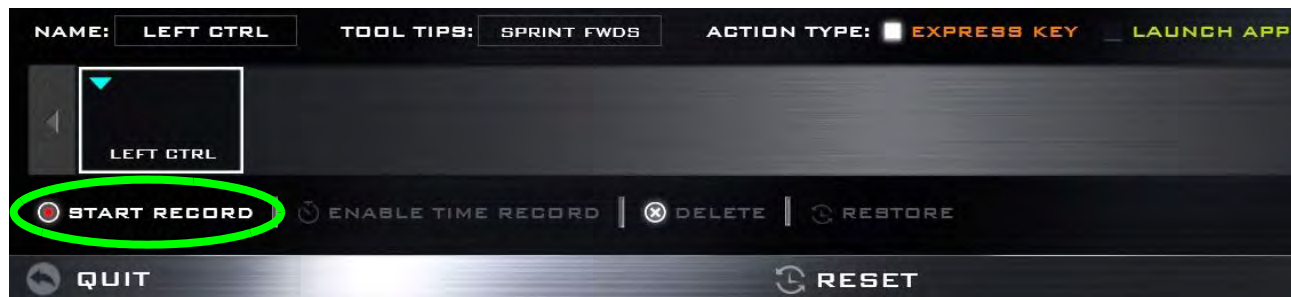 NAME: LEFT CTRL TOOL TIPS: SPRINT FWDS ACTION TYPE: EXPRESS KEY LAUNCH APP
LEFT CTRL
START RECORD ENABLE TIME RECORD DELETE RESTORE
QUIT RESET